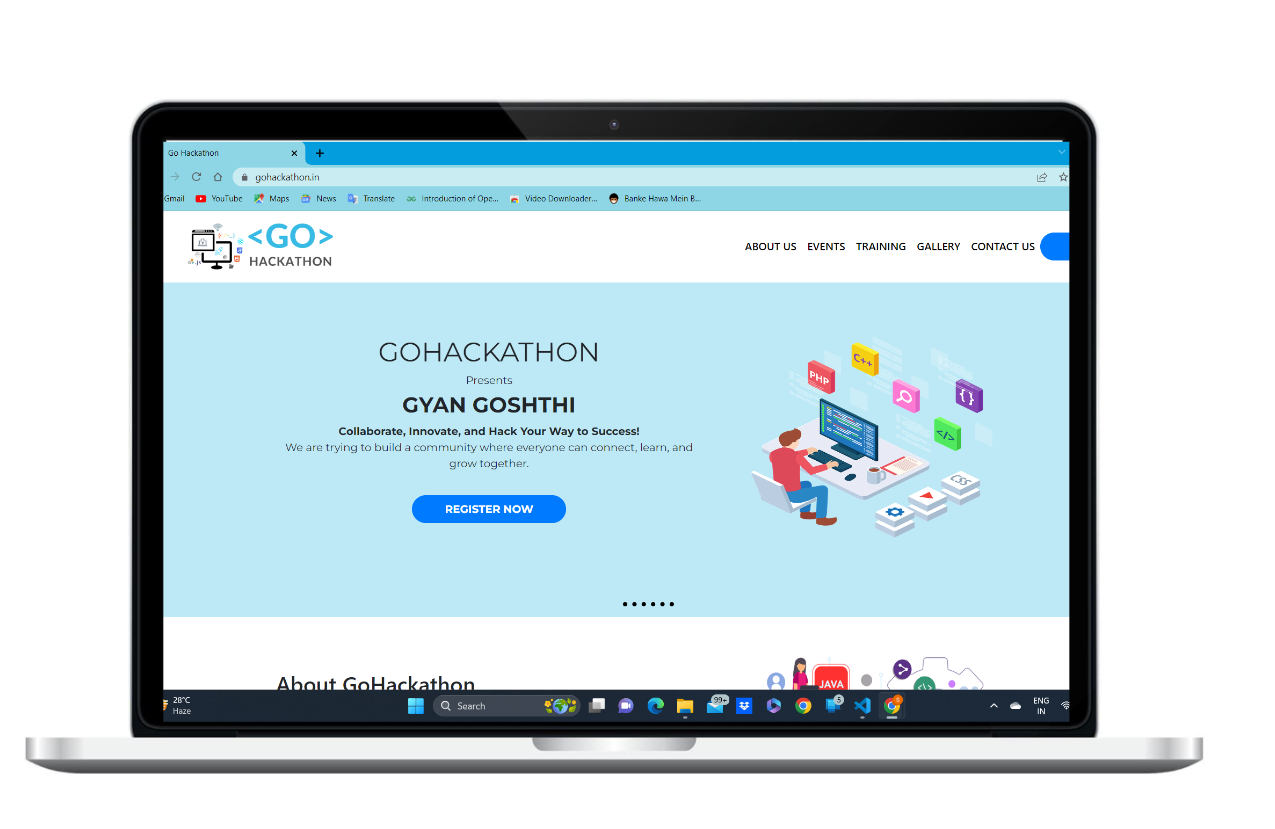 Go Hackathon
gohackathon.in
Gmail YouTube Maps News Translate Introduction of Ope... Video Downloader... Banke Hawa Mein B...
<GO>
HACKATHON
ABOUT US EVENTS TRAINING GALLERY CONTACT US
GOHACKATHON
Presents
GYAN GOSHTHI
Collaborate, Innovate, and Hack Your Way to Success!
We are trying to build a community where everyone can connect, learn, and
grow together.
REGISTER NOW
C++
PHP
{ }
</>
CSS
About GoHackathon
JAVA
</>
28°C
Haze
Search
99+
5
ENG
IN